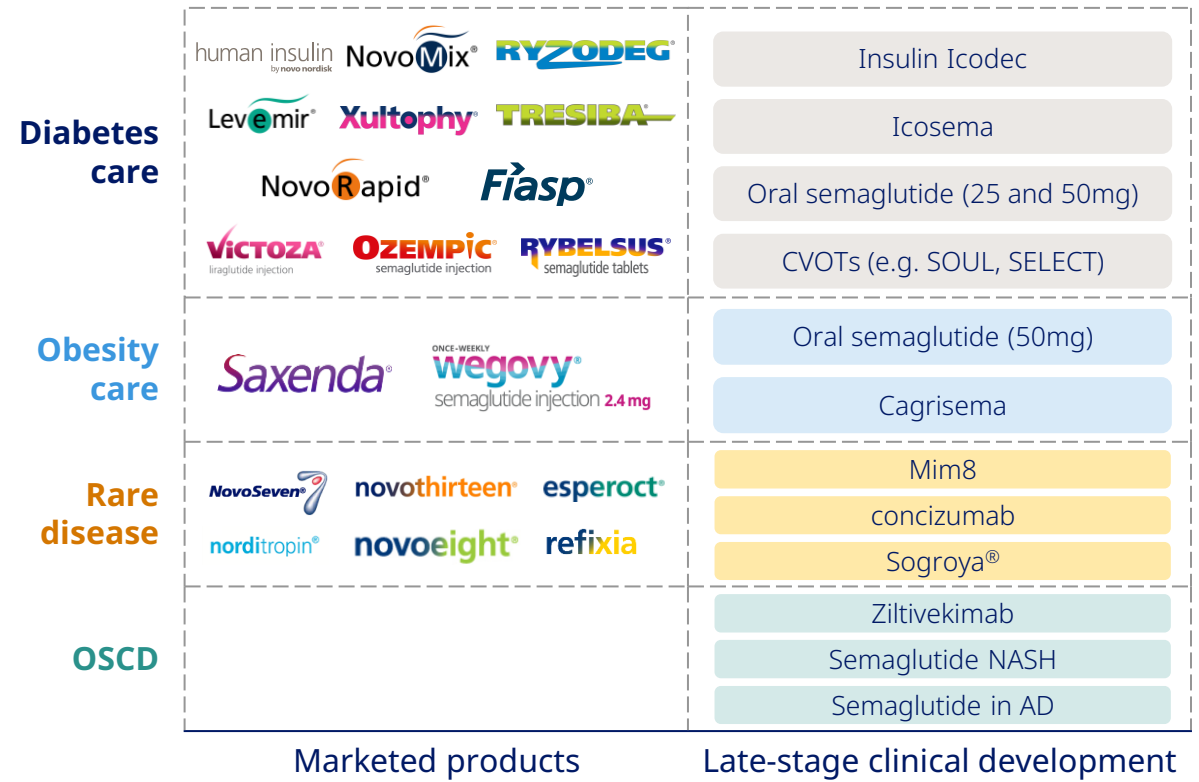 Diabetes
care
human insulin
by novo nordisk
NovoMix®
RYZODEG®
Levemir®
Xultophy®
TRESIBA®
NovoRapid®
Fiasp®
VICTOZA®
liraglutide injection
OZEMPIC®
semaglutide injection
RYBELSUS®
semaglutide tablets
Insulin Icodec
Icosema
Oral semaglutide (25 and 50mg)
CVOTs (e.g. SOUL, SELECT)
Obesity
care
Saxenda®
ONCE-WEEKLY
wegovy®
semaglutide injection 2.4 mg
Oral semaglutide (50mg)
Cagrisema
Rare
disease
NovoSeven®
novothirteen®
esperoct®
norditropin®
novoeight®
refixia
Mim8
concizumab
Sogroya®
OSCD
Ziltivekimab
Semaglutide NASH
Semaglutide in AD
Marketed products
Late-stage clinical development